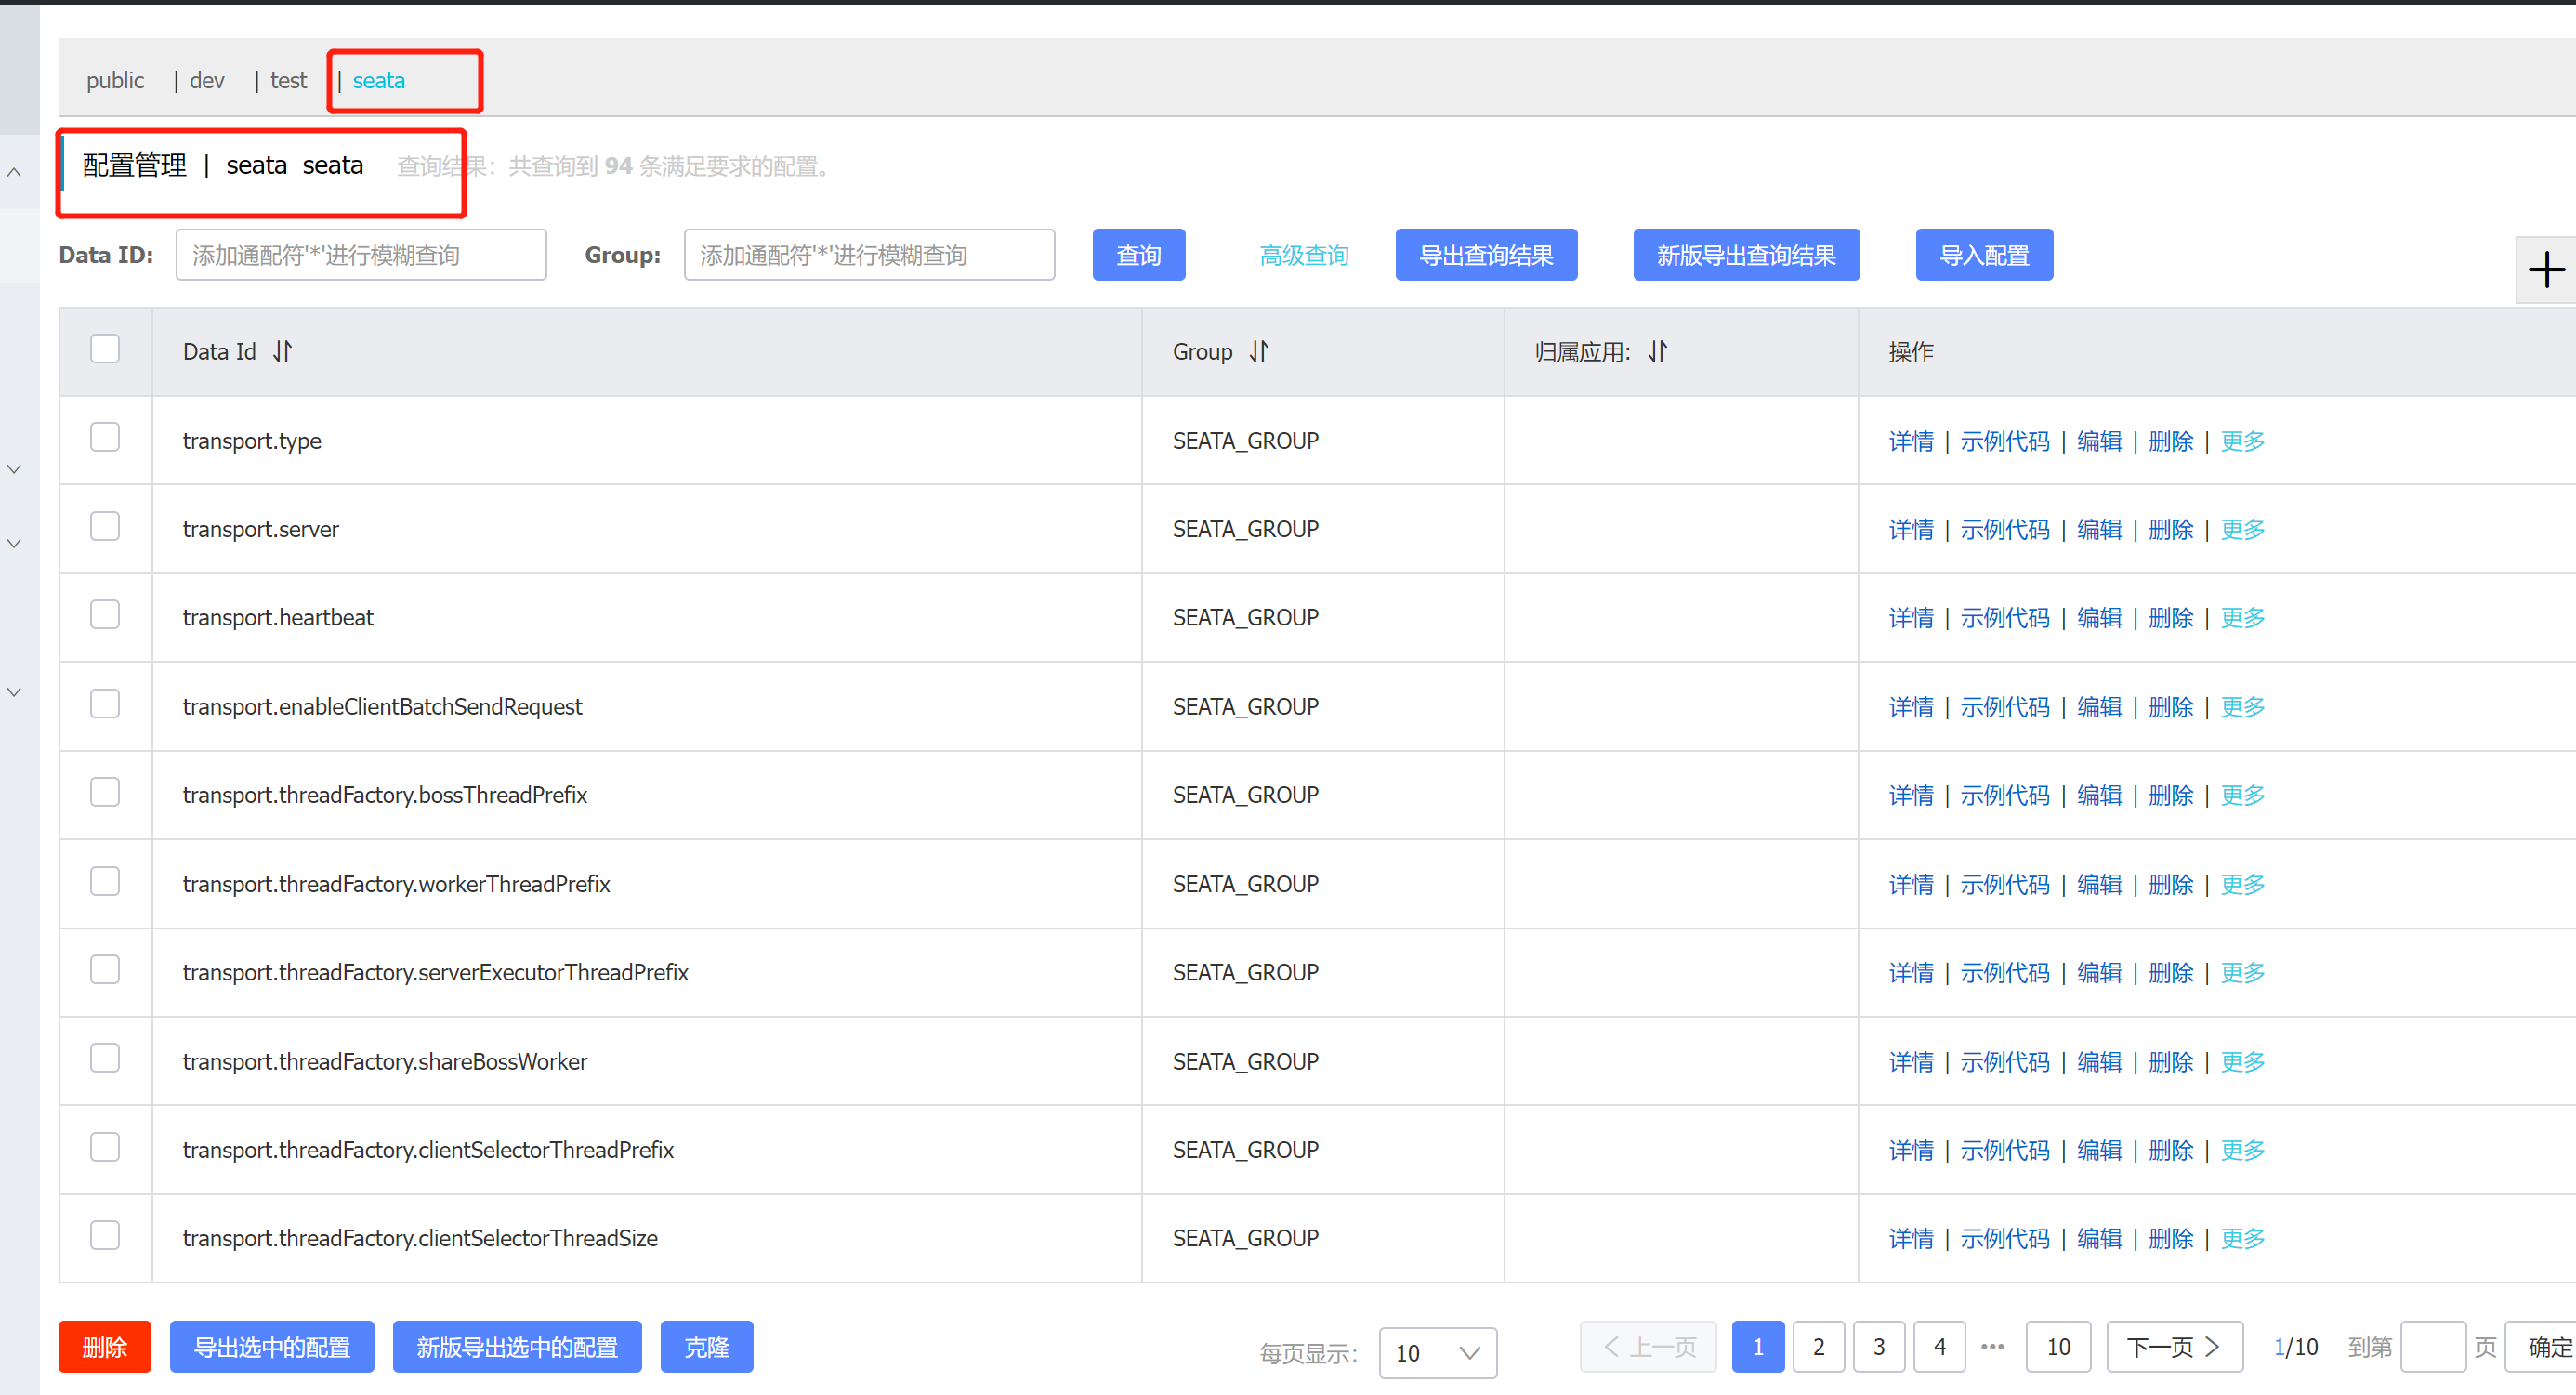 public | dev | test | seata
配置管理 | seata seata 查询结果：共查询到 94 条满足要求的配置。
Data ID: 添加通配符'*'进行模糊查询 Group: 添加通配符'*'进行模糊查询 查询 高级查询 导出查询结果 新版导出查询结果 导入配置
Data Id Group 归属应用: 操作
transport.type SEATA_GROUP 详情 | 示例代码 | 编辑 | 删除 | 更多
transport.server SEATA_GROUP 详情 | 示例代码 | 编辑 | 删除 | 更多
transport.heartbeat SEATA_GROUP 详情 | 示例代码 | 编辑 | 删除 | 更多
transport.enableClientBatchSendRequest SEATA_GROUP 详情 | 示例代码 | 编辑 | 删除 | 更多
transport.threadFactory.bossThreadPrefix SEATA_GROUP 详情 | 示例代码 | 编辑 | 删除 | 更多
transport.threadFactory.workerThreadPrefix SEATA_GROUP 详情 | 示例代码 | 编辑 | 删除 | 更多
transport.threadFactory.serverExecutorThreadPrefix SEATA_GROUP 详情 | 示例代码 | 编辑 | 删除 | 更多
transport.threadFactory.shareBossWorker SEATA_GROUP 详情 | 示例代码 | 编辑 | 删除 | 更多
transport.threadFactory.clientSelectorThreadPrefix SEATA_GROUP 详情 | 示例代码 | 编辑 | 删除 | 更多
transport.threadFactory.clientSelectorThreadSize SEATA_GROUP 详情 | 示例代码 | 编辑 | 删除 | 更多
删除 导出选中的配置 新版导出选中的配置 克隆 每页显示: 10 上一页 1 2 3 4 ••• 10 下一页 1/10 到第 页 确定